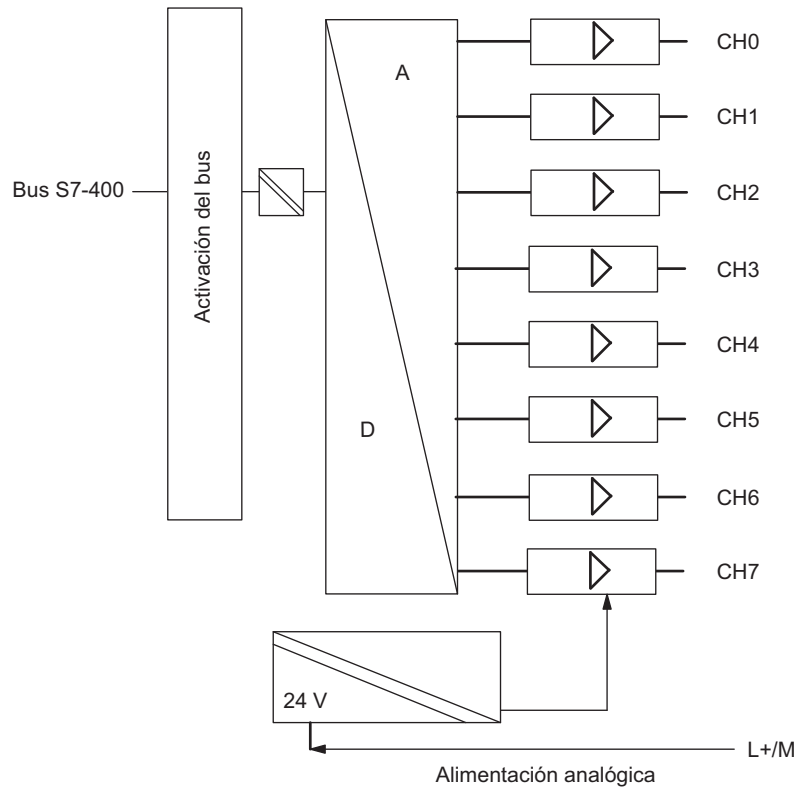 CH0
A
CH1
Bus S7-400
Activación del bus
CH2
CH3
CH4
D
CH5
CH6
CH7
24 V
L+/M
Alimentación analógica